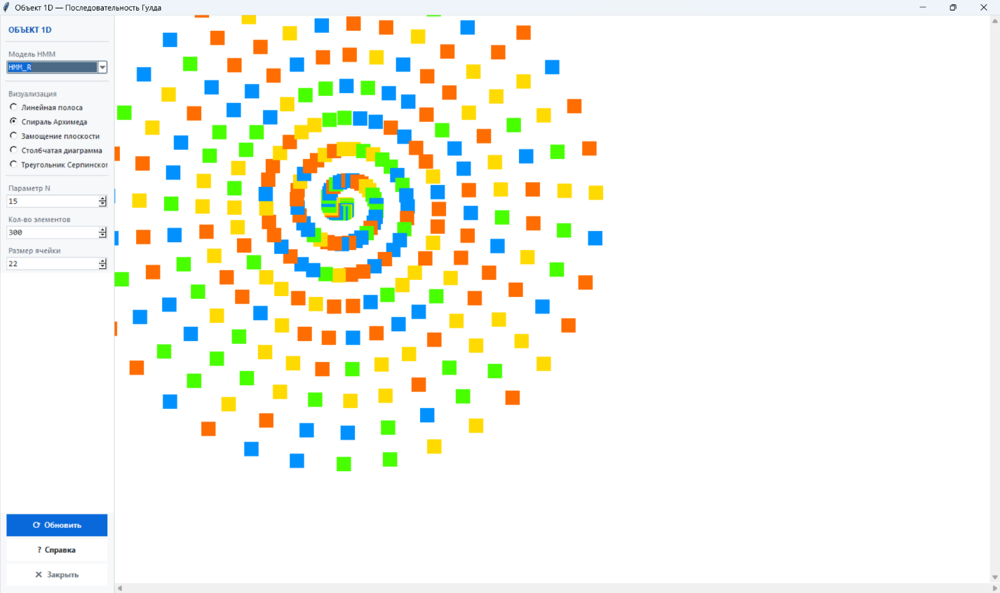 Объект 1D — Последовательность Гулда
ОБЪЕКТ 1D
Модель НММ
HMM_R
Визуализация
Линейная полоса
Спираль Архимеда
Замощение плоскости
Столбчатая диаграмма
Треугольник Серпинског
Параметр N
15
Кол-во элементов
300
Размер ячейки
22
⟳ Обновить
? Справка
✕ Закрыть